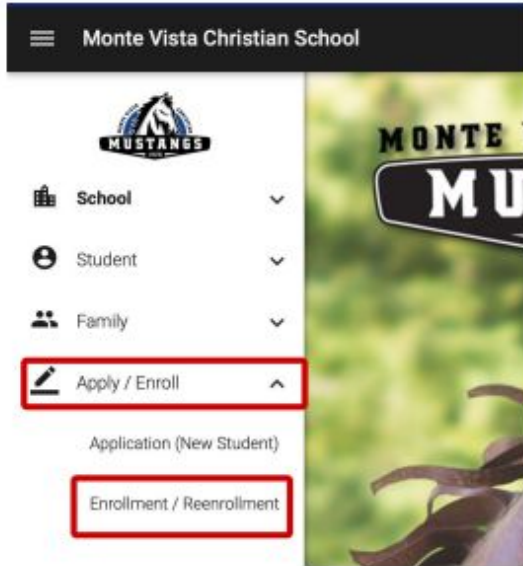 Monte Vista Christian School
MUSTANGS
MONTE
MU
School
Student
Family
Apply / Enroll
Application (New Student)
Enrollment / Reenrollment